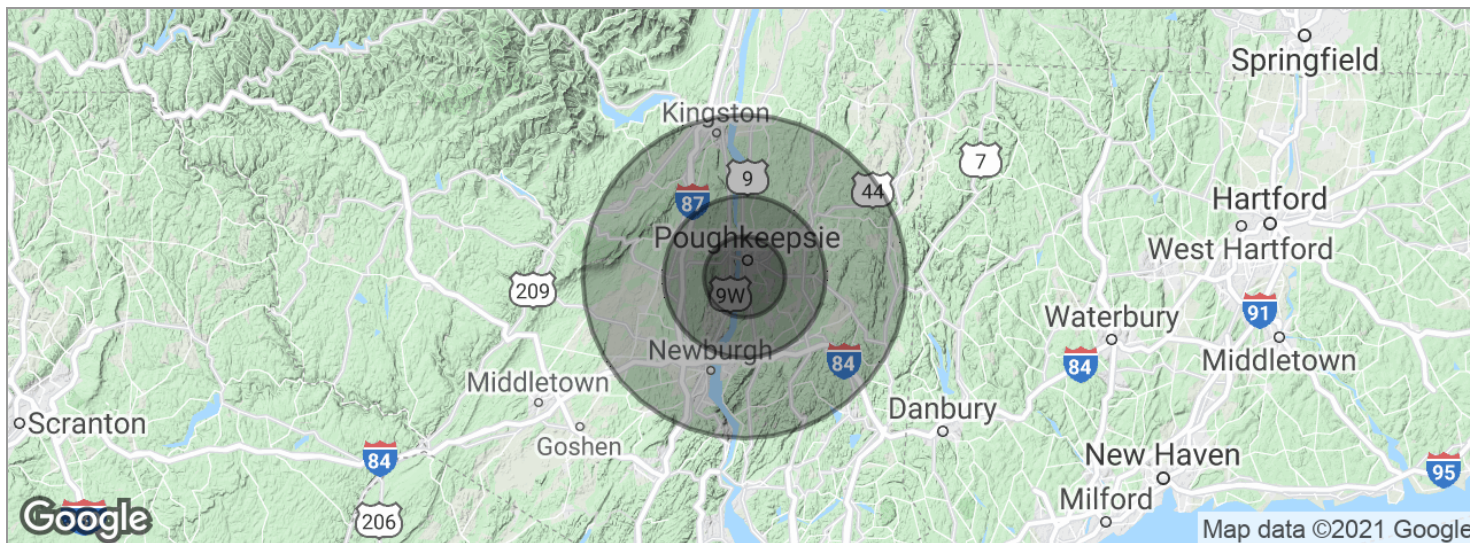 Springfield
Kingston
7
9
44
87
Hartford
Poughkeepsie
West Hartford
209
9W
91
Waterbury
Newburgh
84
84
Middletown
Middletown
Danbury
Scranton
Goshen
84
New Haven
95
Milford
206
Google
Map data ©2021 Google